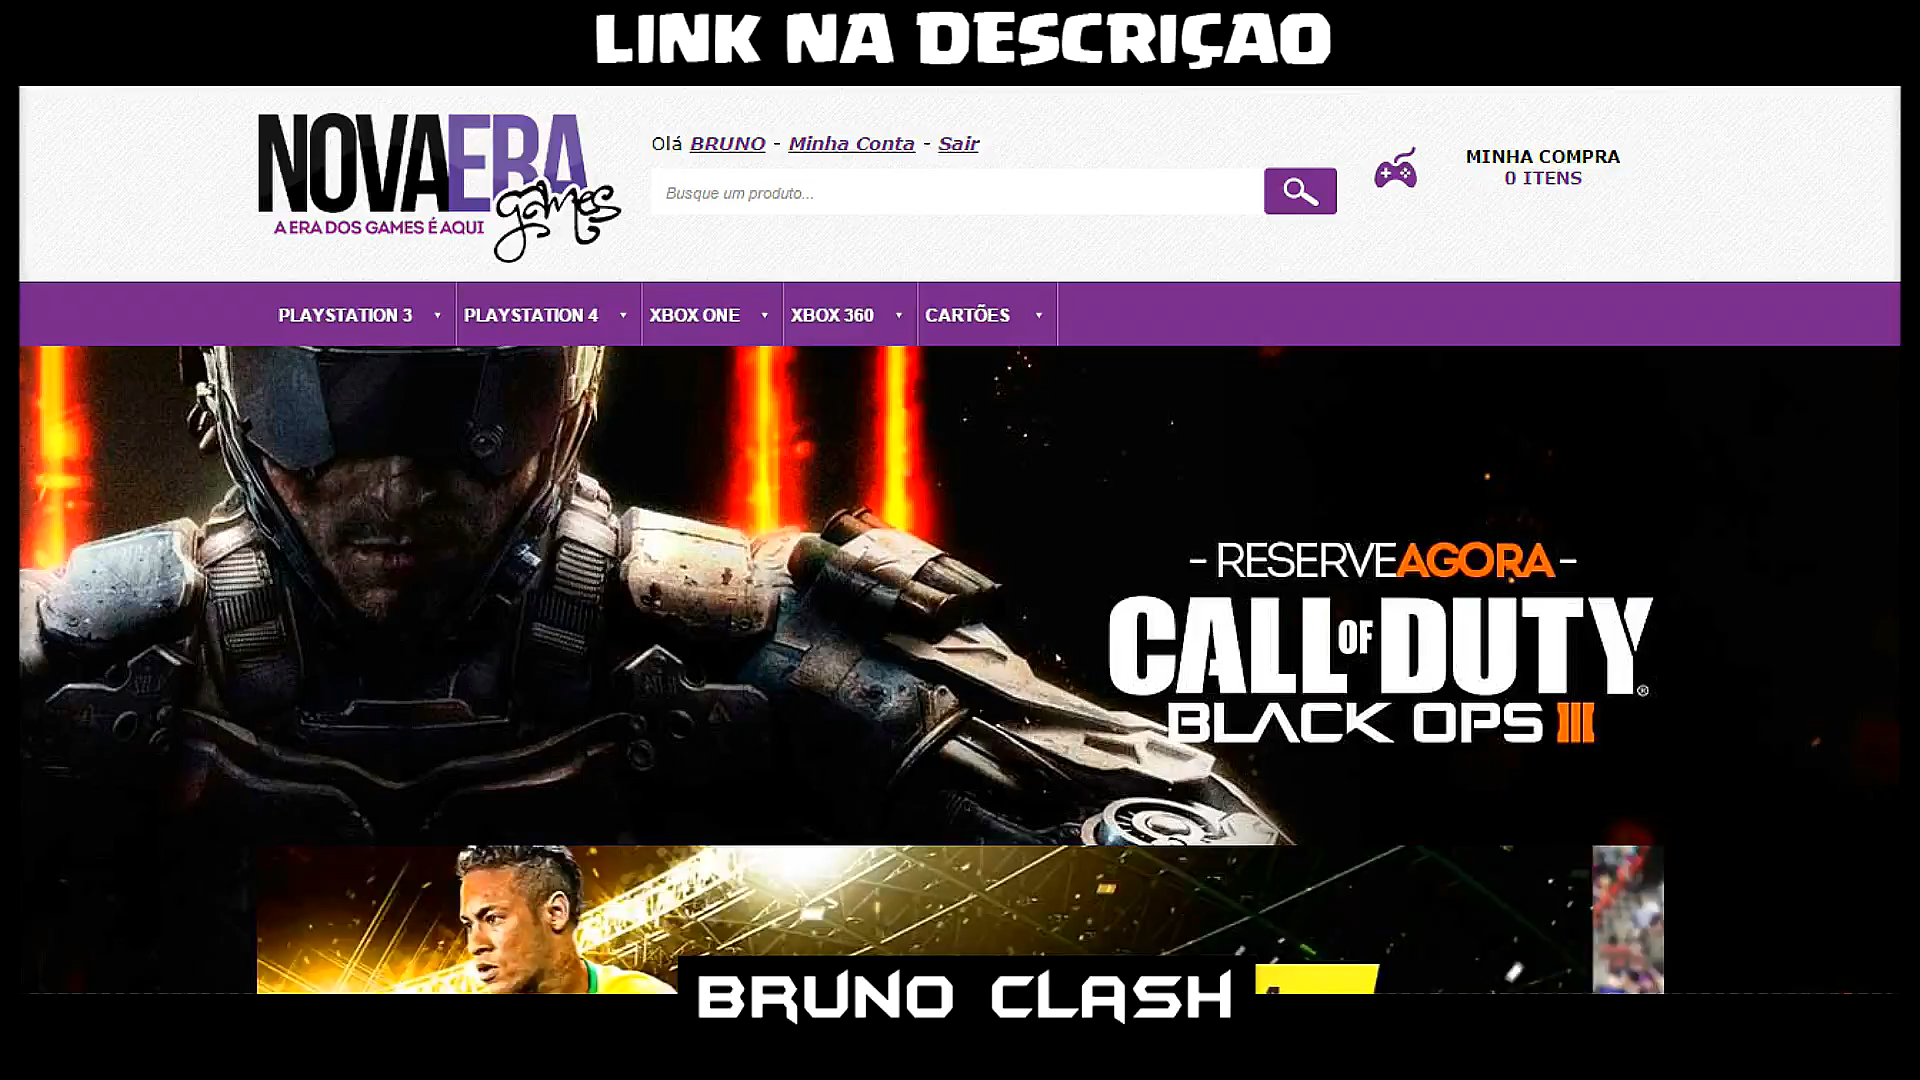 LINK NA DESCRIÇAO
NOVAERA
games
A ERA DOS GAMES É AQUI
Olá BRUNO - Minha Conta - Sair
Busque um produto...
MINHA COMPRA
0 ITENS
PLAYSTATION 3
PLAYSTATION 4
XBOX ONE
XBOX 360
CARTÕES
- RESERVEAGORA -
CALL OF DUTY®
BLACK OPS III
BRUNO CLASH